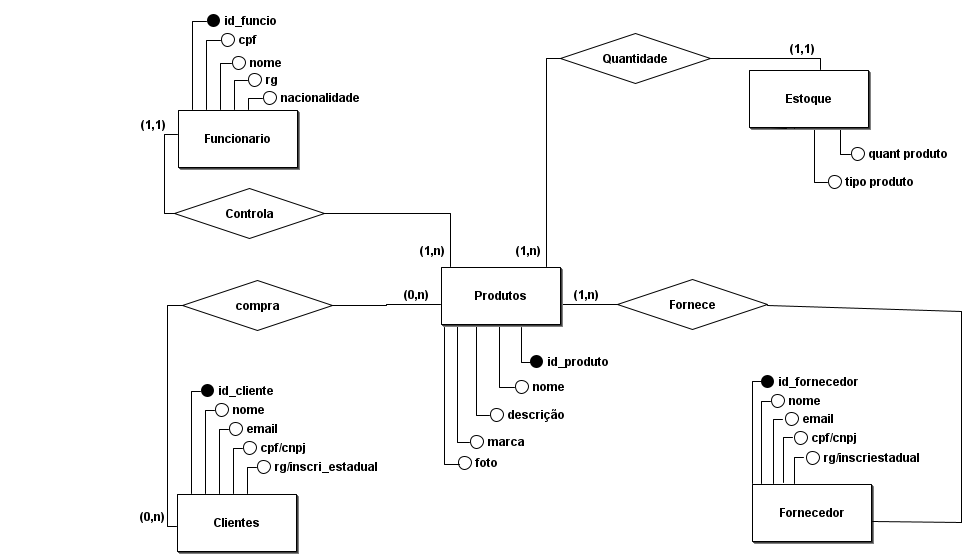 id_funcio
cpf
nome
rg
nacionalidade
(1,1)
Funcionario
Controla
(1,n)
Quantidade
(1,1)
Estoque
quant produto
tipo produto
(1,n)
compra
(0,n)
Produtos
(1,n)
Fornece
id_produto
nome
descrição
marca
foto
id_cliente
nome
email
cpf/cnpj
rg/inscri_estadual
(0,n)
Clientes
id_fornecedor
nome
email
cpf/cnpj
rg/inscriestadual
Fornecedor